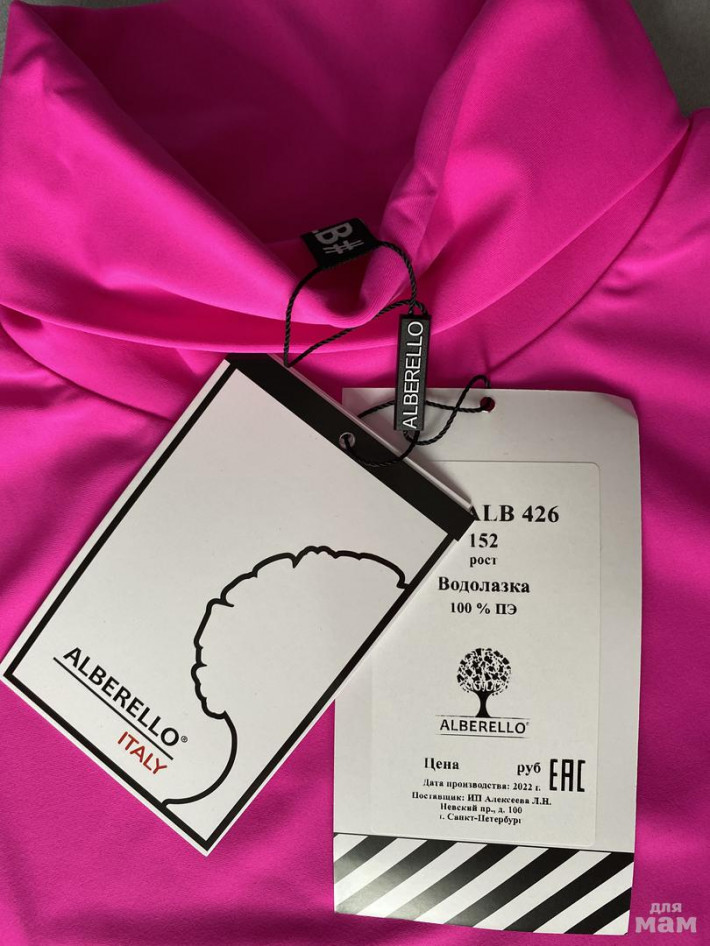 LB#
ALBERELLO
ALBERELLO®
ITALY
ALB 426
152
рост
Водолазка
100 % ПЭ
ALBERELLO®
Цена руб
ЕАС
Дата производства: 2022 г.
Поставщик: ИП Алексеева Л.Н.
Невский пр., д. 100
г. Санкт-Петербург
для
мам